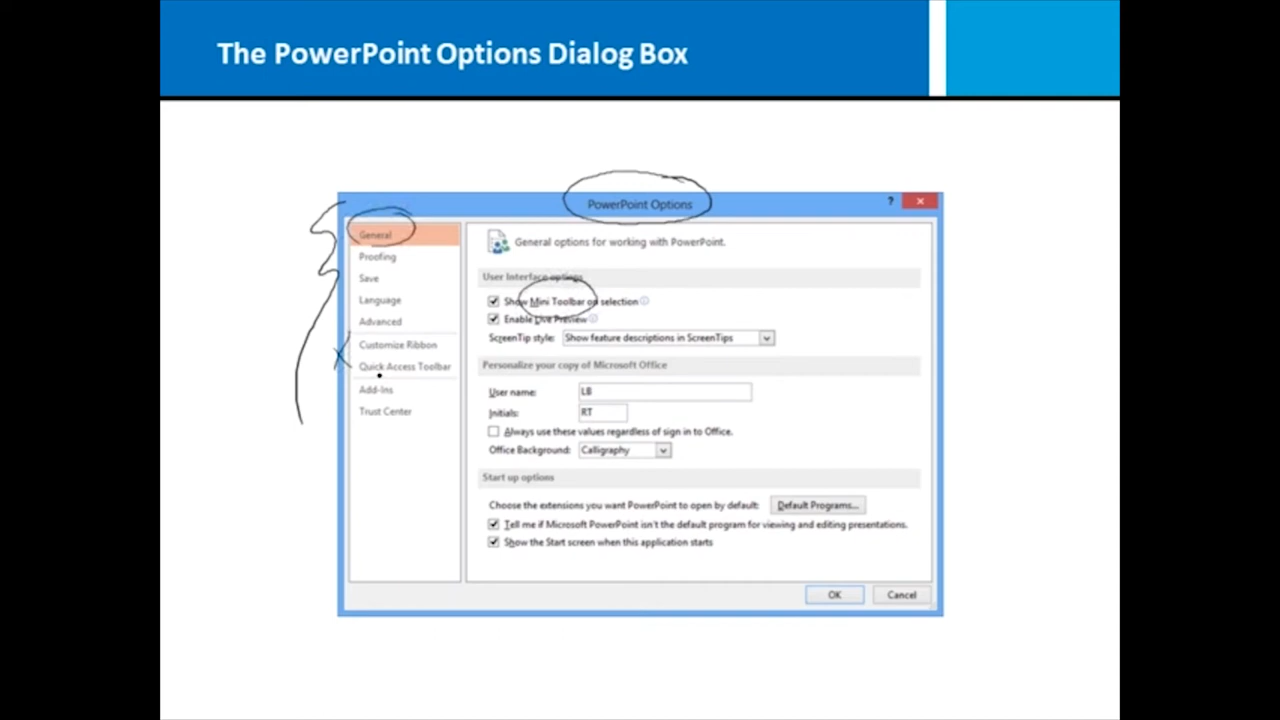 The PowerPoint Options Dialog Box
PowerPoint Options
?
General
Proofing
Save
Language
Advanced
Customize Ribbon
Quick Access Toolbar
Add-Ins
Trust Center
General options for working with PowerPoint.
User Interface options
Show Mini Toolbar on selection
Enable Live Preview
ScreenTip style: Show feature descriptions in ScreenTips
Personalize your copy of Microsoft Office
User name: LB
Initials: RT
Always use these values regardless of sign in to Office.
Office Background: Calligraphy
Start up options
Choose the extensions you want PowerPoint to open by default: Default Programs...
Tell me if Microsoft PowerPoint isn't the default program for viewing and editing presentations.
Show the Start screen when this application starts
OK Cancel